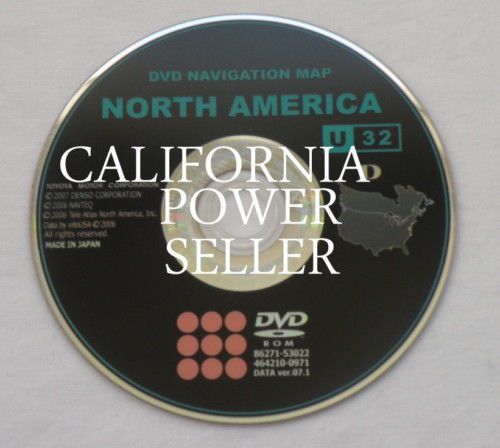 DVD NAVIGATION MAP
NORTH AMERICA
U 32
CALIFORNIA
POWER
SELLER
TOYOTA MOTOR CORPORATION
© 2007 DENSO CORPORATION
© 2006 NAVTEQ
© 2006 Tele Atlas North America, Inc.
Data by infoUSA © 2006
All rights reserved.
MADE IN JAPAN
DVD
ROM
86271-53022
464210-0971
DATA ver.07.1